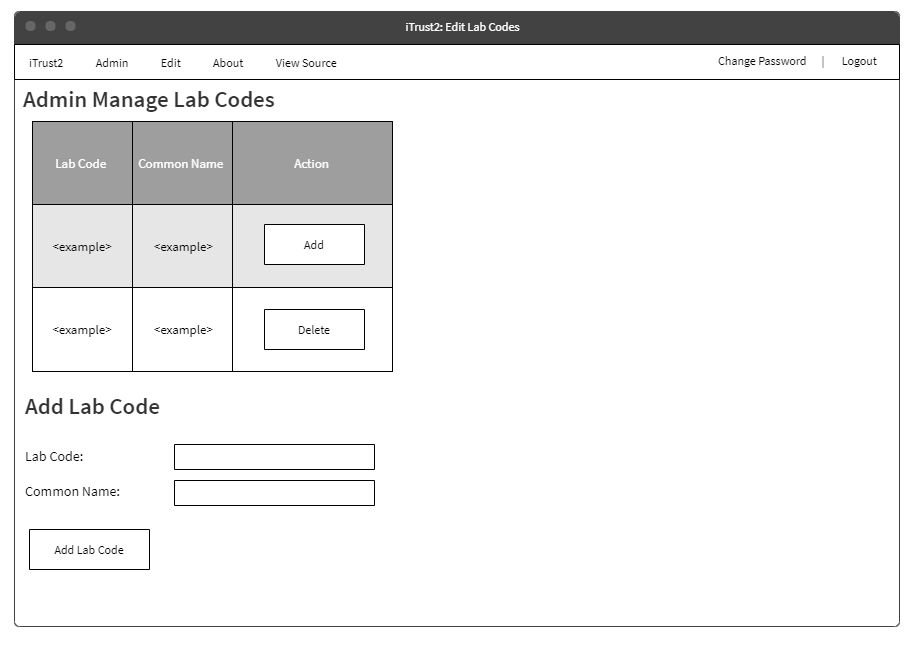 iTrust2: Edit Lab Codes
iTrust2 Admin Edit About View Source Change Password | Logout
Admin Manage Lab Codes
Lab Code Common Name Action
<example> <example> Add
<example> <example> Delete
Add Lab Code
Lab Code:
Common Name:
Add Lab Code